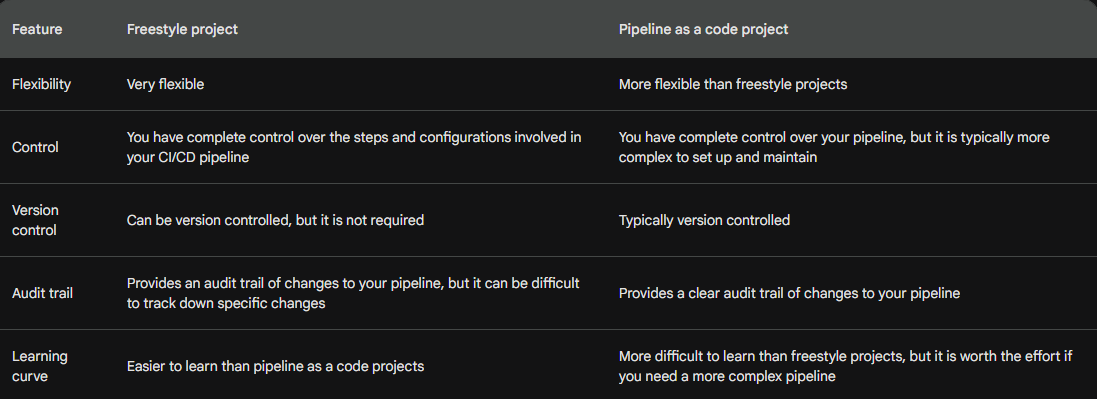 Feature Freestyle project Pipeline as a code project
Flexibility Very flexible More flexible than freestyle projects
Control You have complete control over the steps and configurations involved in
your CI/CD pipeline
You have complete control over your pipeline, but it is typically more
complex to set up and maintain
Version
control
Can be version controlled, but it is not required
Typically version controlled
Audit trail
Provides an audit trail of changes to your pipeline, but it can be difficult
to track down specific changes
Provides a clear audit trail of changes to your pipeline
Learning
curve
Easier to learn than pipeline as a code projects
More difficult to learn than freestyle projects, but it is worth the effort if
you need a more complex pipeline